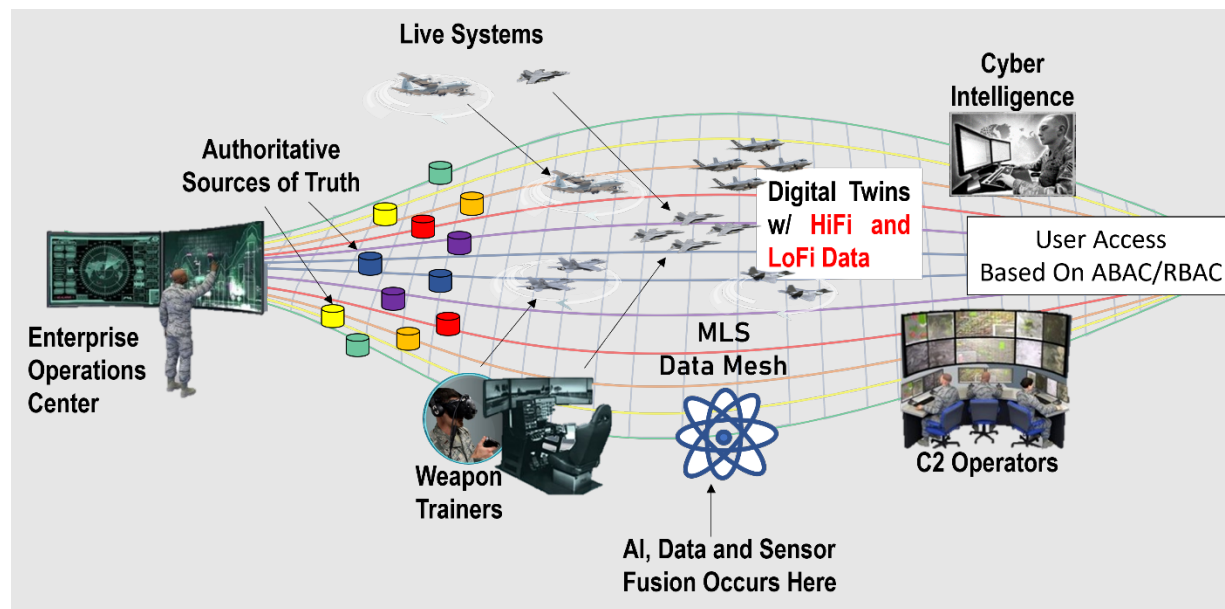 Live Systems
Cyber
Intelligence
Authoritative
Sources of Truth
Digital Twins
w/ HiFi and
LoFi Data
User Access
Based On ABAC/RBAC
Enterprise
Operations
Center
MLS
Data Mesh
Weapon
Trainers
C2 Operators
AI, Data and Sensor
Fusion Occurs Here